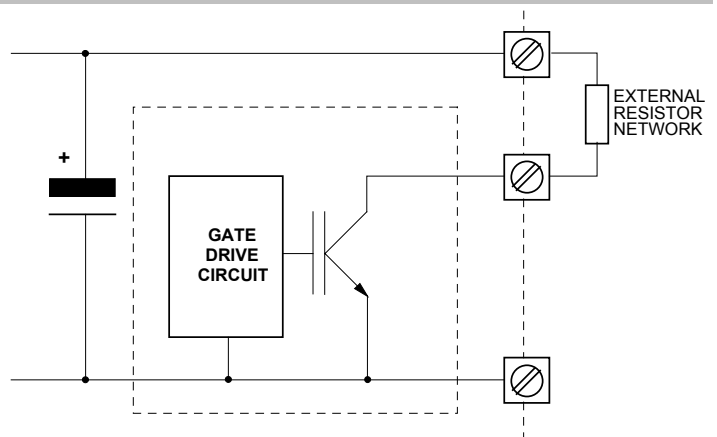 EXTERNAL
RESISTOR
NETWORK
+
GATE
DRIVE
CIRCUIT